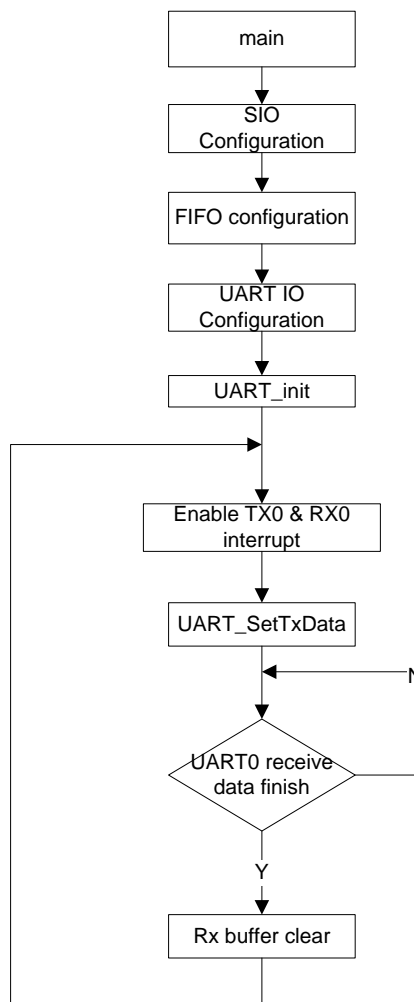 main
SIO
Configuration
FIFO configuration
UART IO
Configuration
UART_init
Enable TX0 & RX0
interrupt
UART_SetTxData
N
UART0 receive
data finish
Y
Rx buffer clear